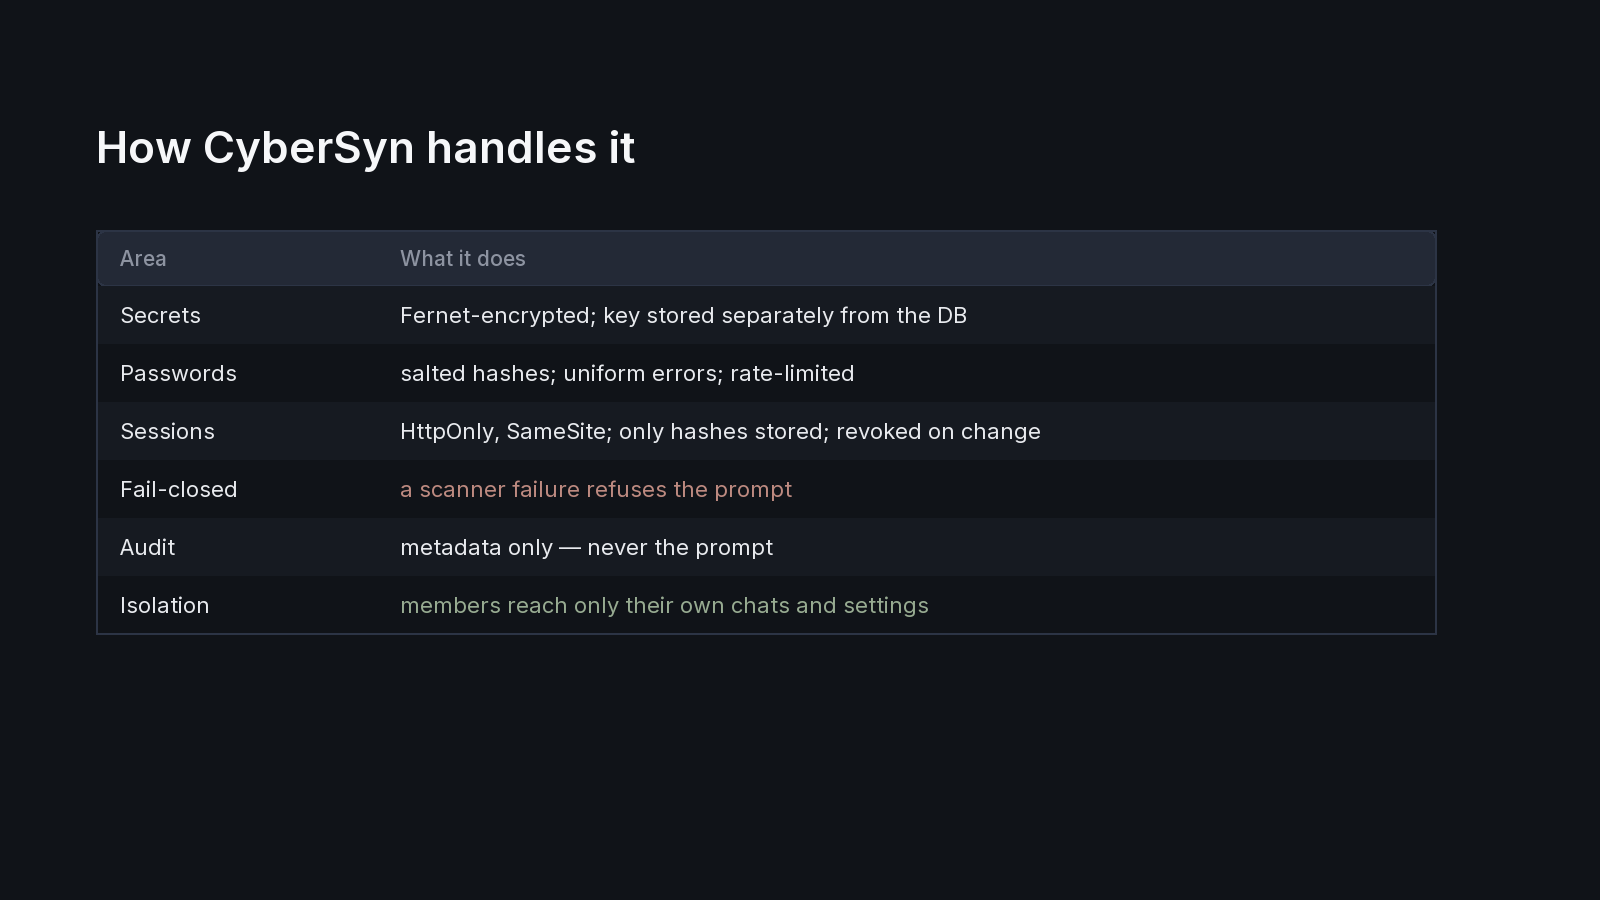 How CyberSyn handles it
Area What it does
Secrets Fernet-encrypted; key stored separately from the DB
Passwords salted hashes; uniform errors; rate-limited
Sessions HttpOnly, SameSite; only hashes stored; revoked on change
Fail-closed a scanner failure refuses the prompt
Audit metadata only — never the prompt
Isolation members reach only their own chats and settings